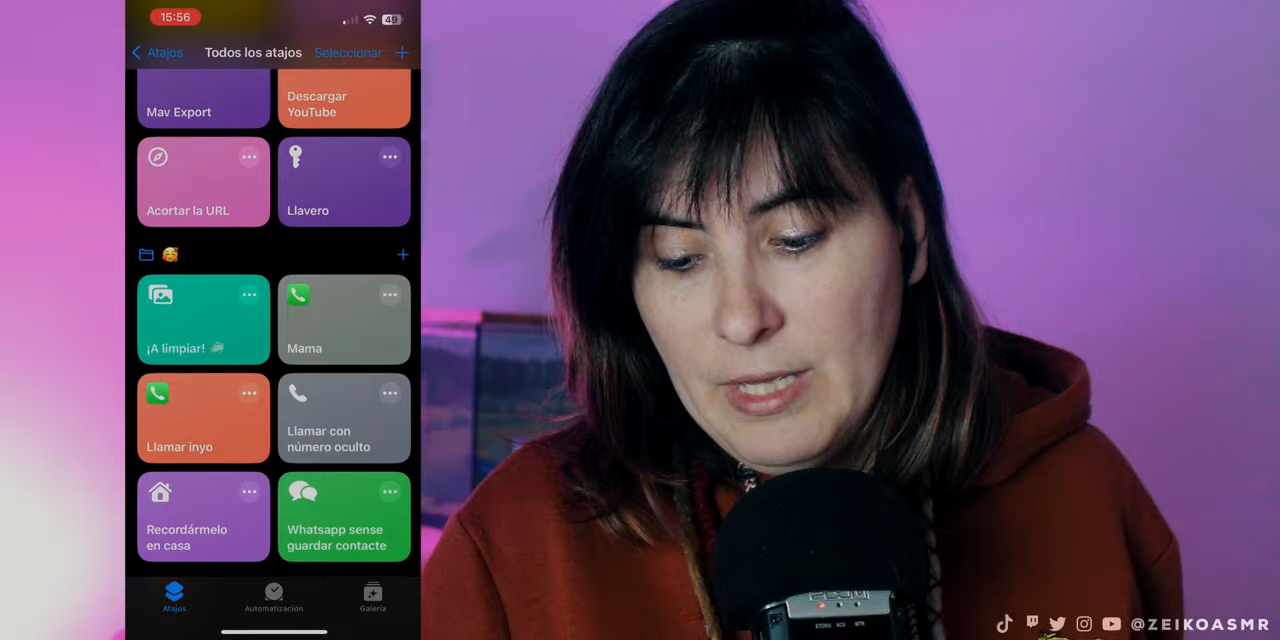 15:56
49
Atajos
Todos los atajos
Seleccionar
Mav Export
Descargar
YouTube
Acortar la URL
Llavero
¡A limpiar!
Mama
Llamar inyo
Llamar con
número oculto
Recordármelo
en casa
Whatsapp sense
guardar contacte
Atajos
Automatización
Galería
ZOOM
@ZEIKOASMR